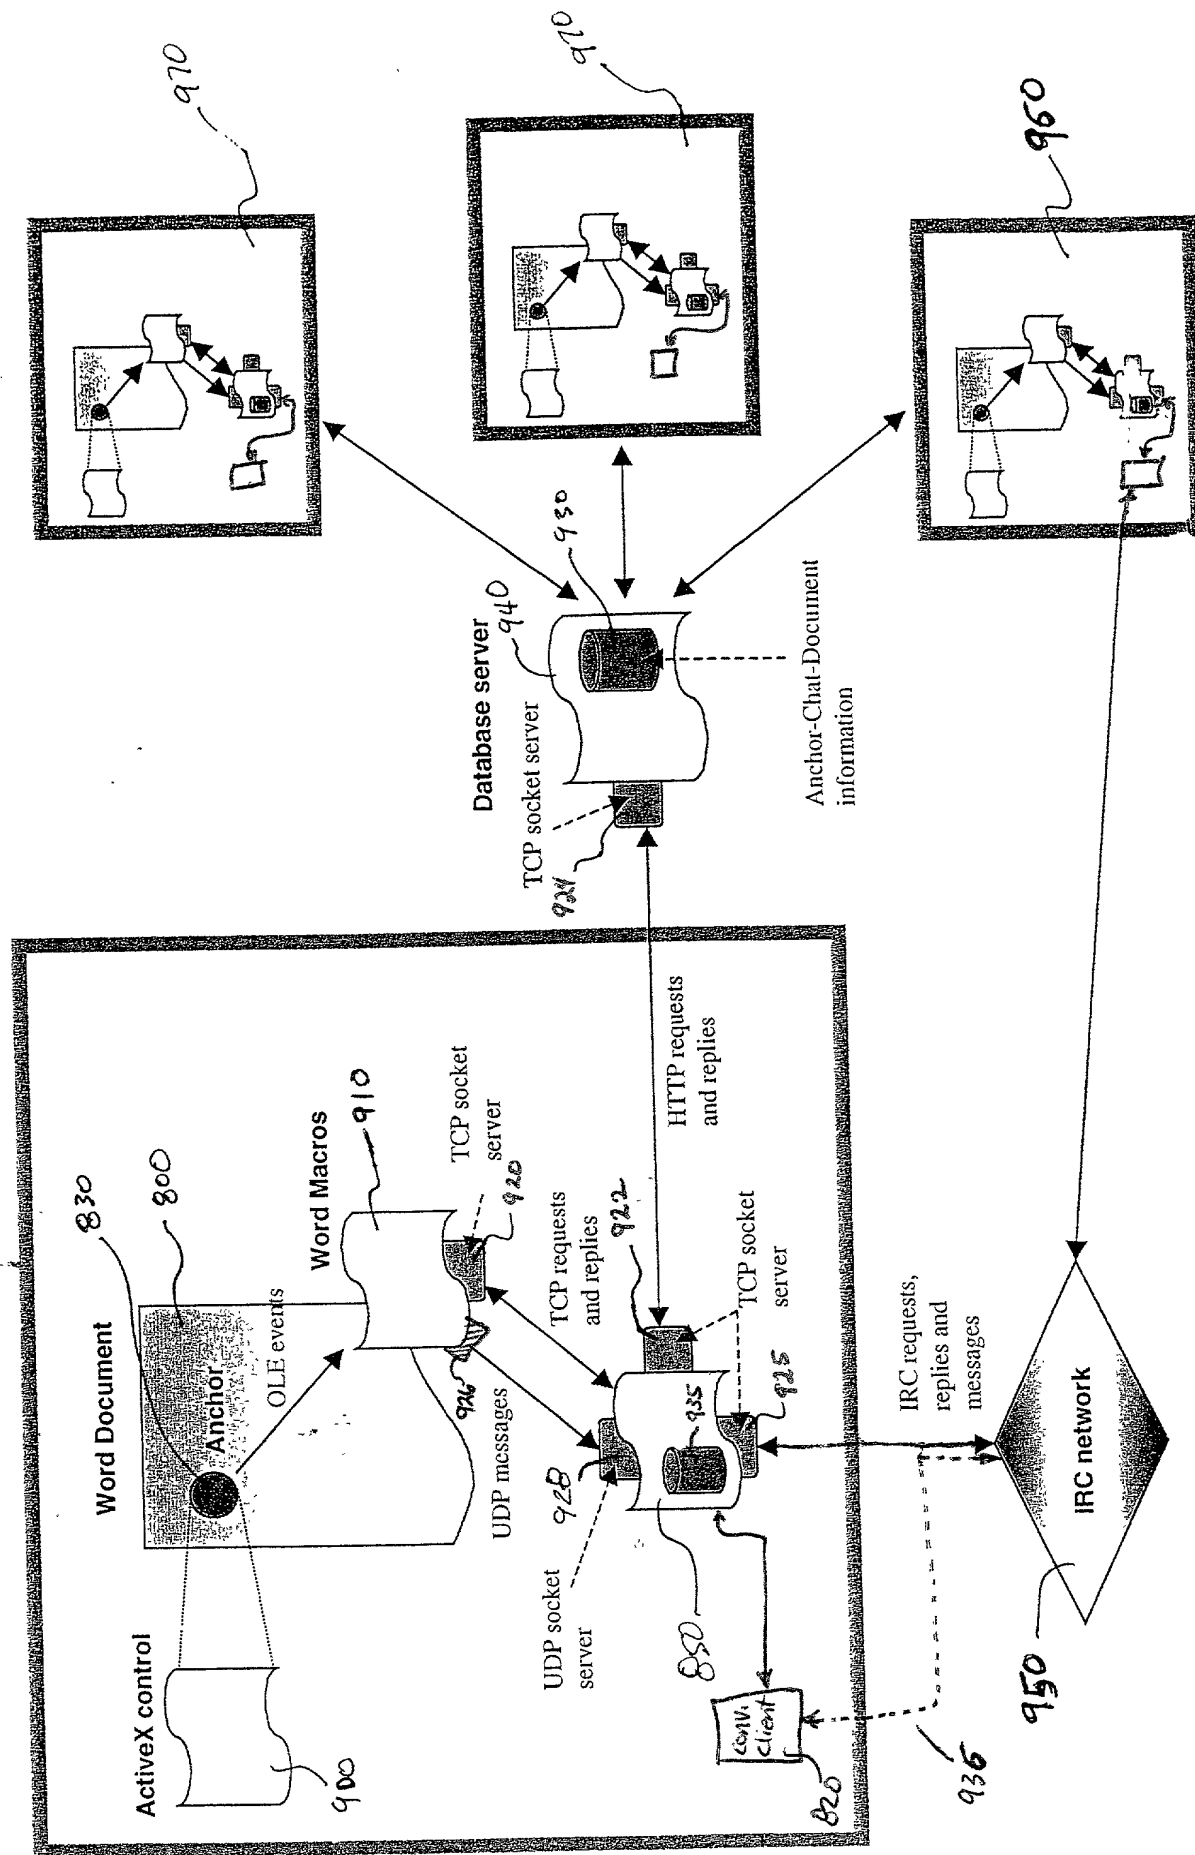 Word Document
830
800
Anchor
OLE events
Word Macros
910
TCP socket
server
920
ActiveX control
900
926
UDP messages
TCP requests
and replies
922
928
UDP socket
server
935
TCP socket
server
925
850
Conv.
Client
820
936
HTTP requests
and replies
IRC requests,
replies and
messages
IRC network
950
Database server
940
TCP socket server
924
930
Anchor-Chat-Document
information
970
970
960